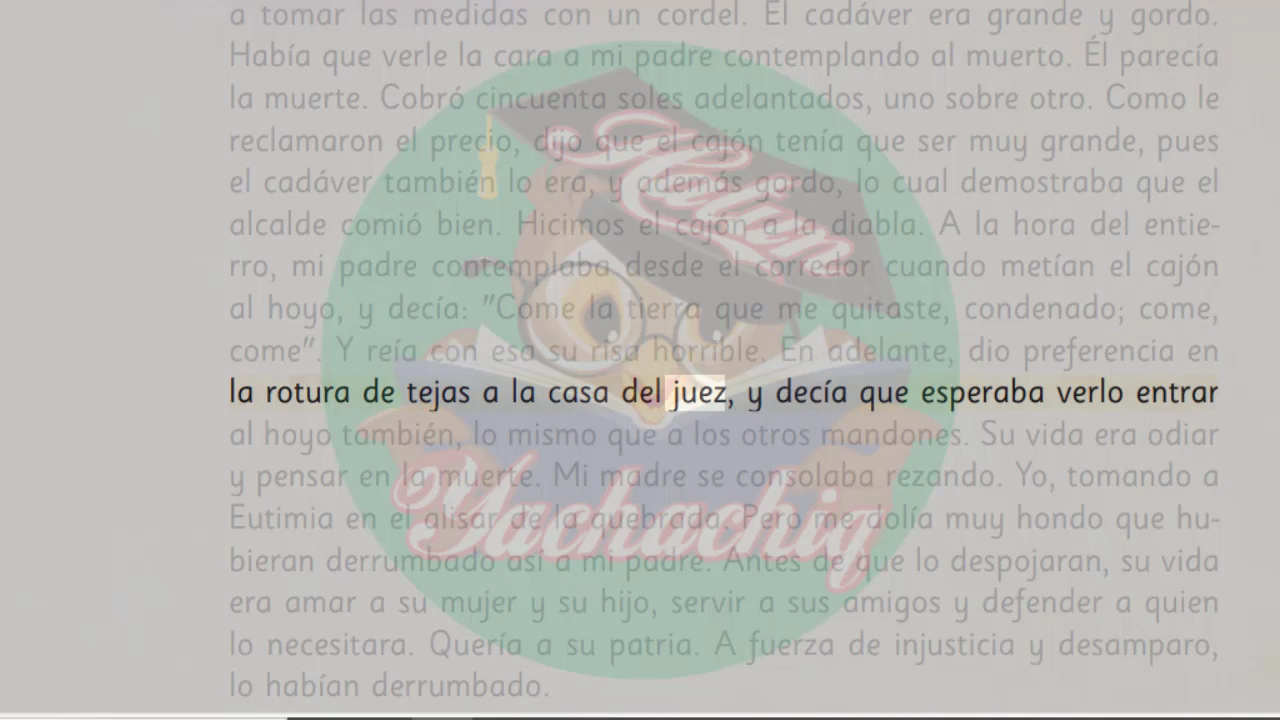 a tomar las medidas con un cordel. El cadáver era grande y gordo.
Había que verle la cara a mi padre contemplando al muerto. Él parecía
la muerte. Cobró cincuenta soles adelantados, uno sobre otro. Como le
reclamaron el precio, dijo que el cajón tenía que ser muy grande, pues
el cadáver también lo era, y además gordo, lo cual demostraba que el
alcalde comió bien. Hicimos el cajón a la diabla. A la hora del entie-
rro, mi padre contemplaba desde el corredor cuando metían el cajón
al hoyo, y decía: "Come la tierra que me quitaste, condenado; come,
come". Y reía con esa su risa horrible. En adelante, dio preferencia en
la rotura de tejas a la casa del juez, y decía que esperaba verlo entrar
al hoyo también, lo mismo que a los otros mandones. Su vida era odiar
y pensar en la muerte. Mi madre se consolaba rezando. Yo, tomando a
Eutimia en el alisar de la quebrada. Pero me dolía muy hondo que hu-
bieran derrumbado así a mi padre. Antes de que lo despojaran, su vida
era amar a su mujer y su hijo, servir a sus amigos y defender a quien
lo necesitara. Quería a su patria. A fuerza de injusticia y desamparo,
lo habían derrumbado.
Yachachiq